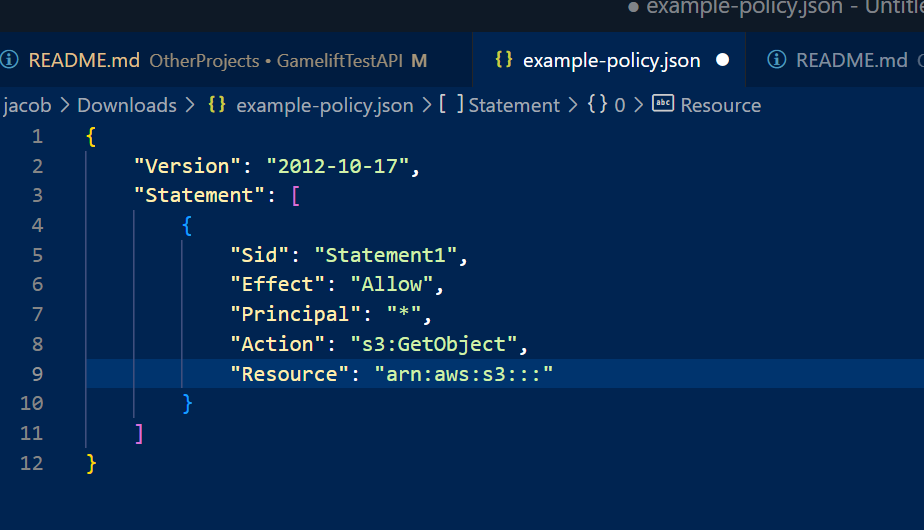 ● example-policy.json - Untitle
README.md OtherProjects • GameliftTestAPI M
{} example-policy.json ●
README.md
jacob > Downloads > {} example-policy.json > [ ] Statement > {} 0 > abc Resource
1 {
2 "Version": "2012-10-17",
3 "Statement": [
4 {
5 "Sid": "Statement1",
6 "Effect": "Allow",
7 "Principal": "*",
8 "Action": "s3:GetObject",
9 "Resource": "arn:aws:s3:::"
10 }
11 ]
12 }